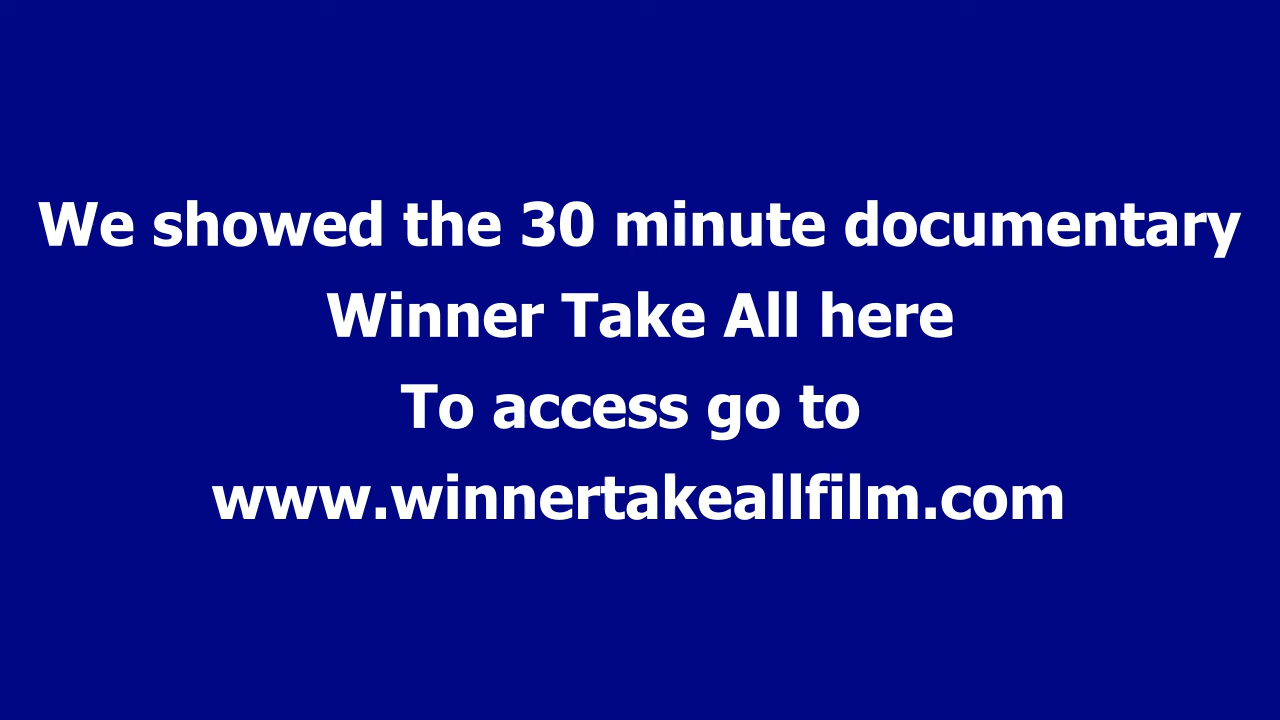 We showed the 30 minute documentary
Winner Take All here
To access go to
www.winnertakeallfilm.com